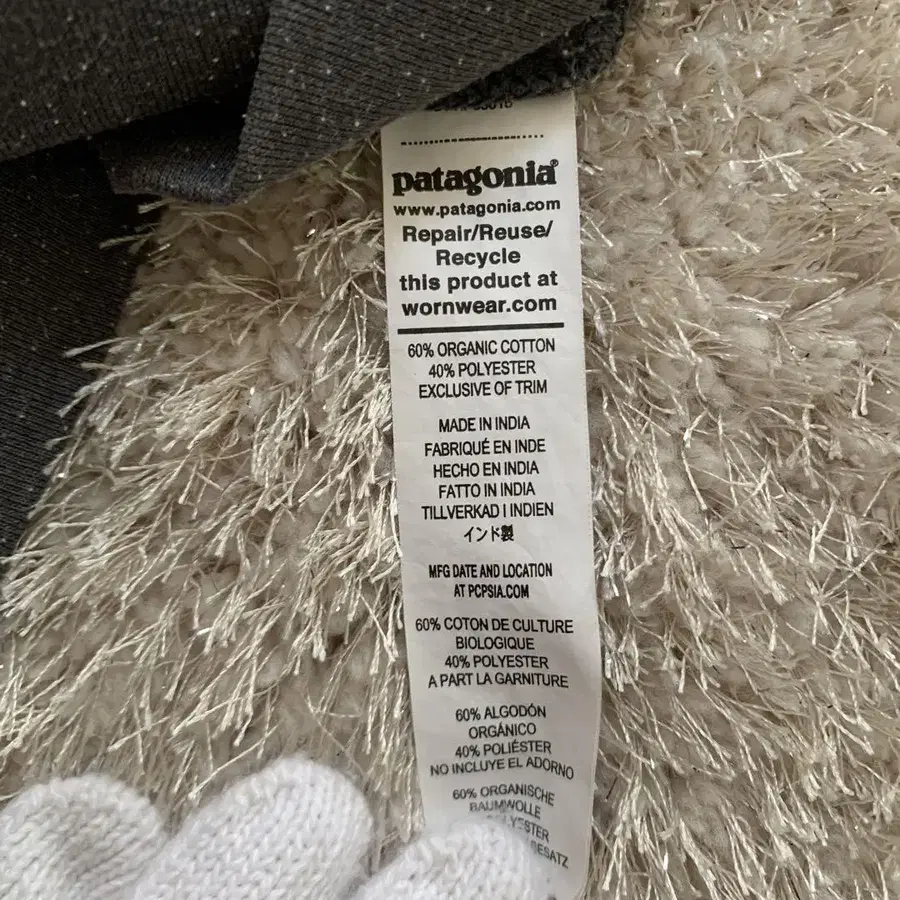 patagonia®
www.patagonia.com
Repair/Reuse/
Recycle
this product at
wornwear.com
60% ORGANIC COTTON
40% POLYESTER
EXCLUSIVE OF TRIM
MADE IN INDIA
FABRIQUÉ EN INDE
HECHO EN INDIA
FATTO IN INDIA
TILLVERKAD I INDIEN
インド製
MFG DATE AND LOCATION
AT PCPSIA.COM
60% COTON DE CULTURE
BIOLOGIQUE
40% POLYESTER
A PART LA GARNITURE
60% ALGODÓN
ORGÁNICO
40% POLIÉSTER
NO INCLUYE EL ADORNO
60% ORGANISCHE
BAUMWOLLE